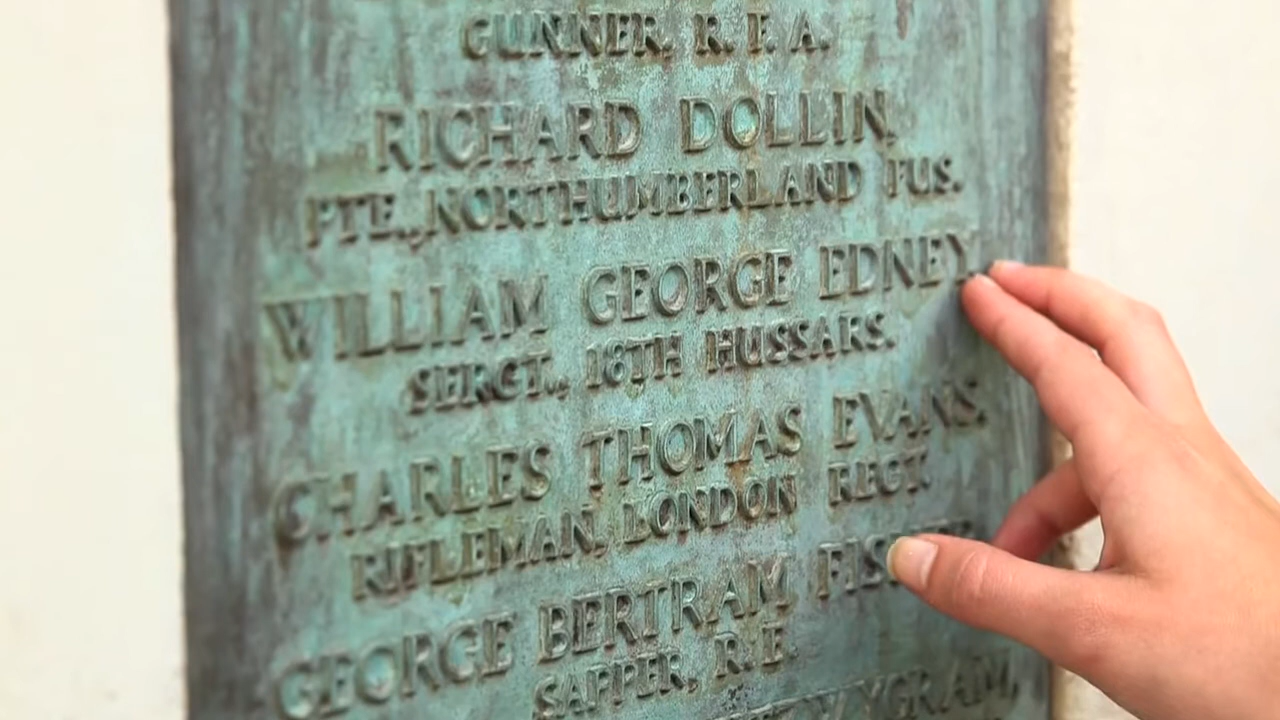 GUNNER, R. F. A.
RICHARD DOLLIN,
PTE., NORTHUMBERLAND FUS.
WILLIAM GEORGE EDNEY,
SERGT., 18TH HUSSARS.
CHARLES THOMAS EVANS,
RIFLEMAN, LONDON REGT.
GEORGE BERTRAM
SAPPER, R.E.